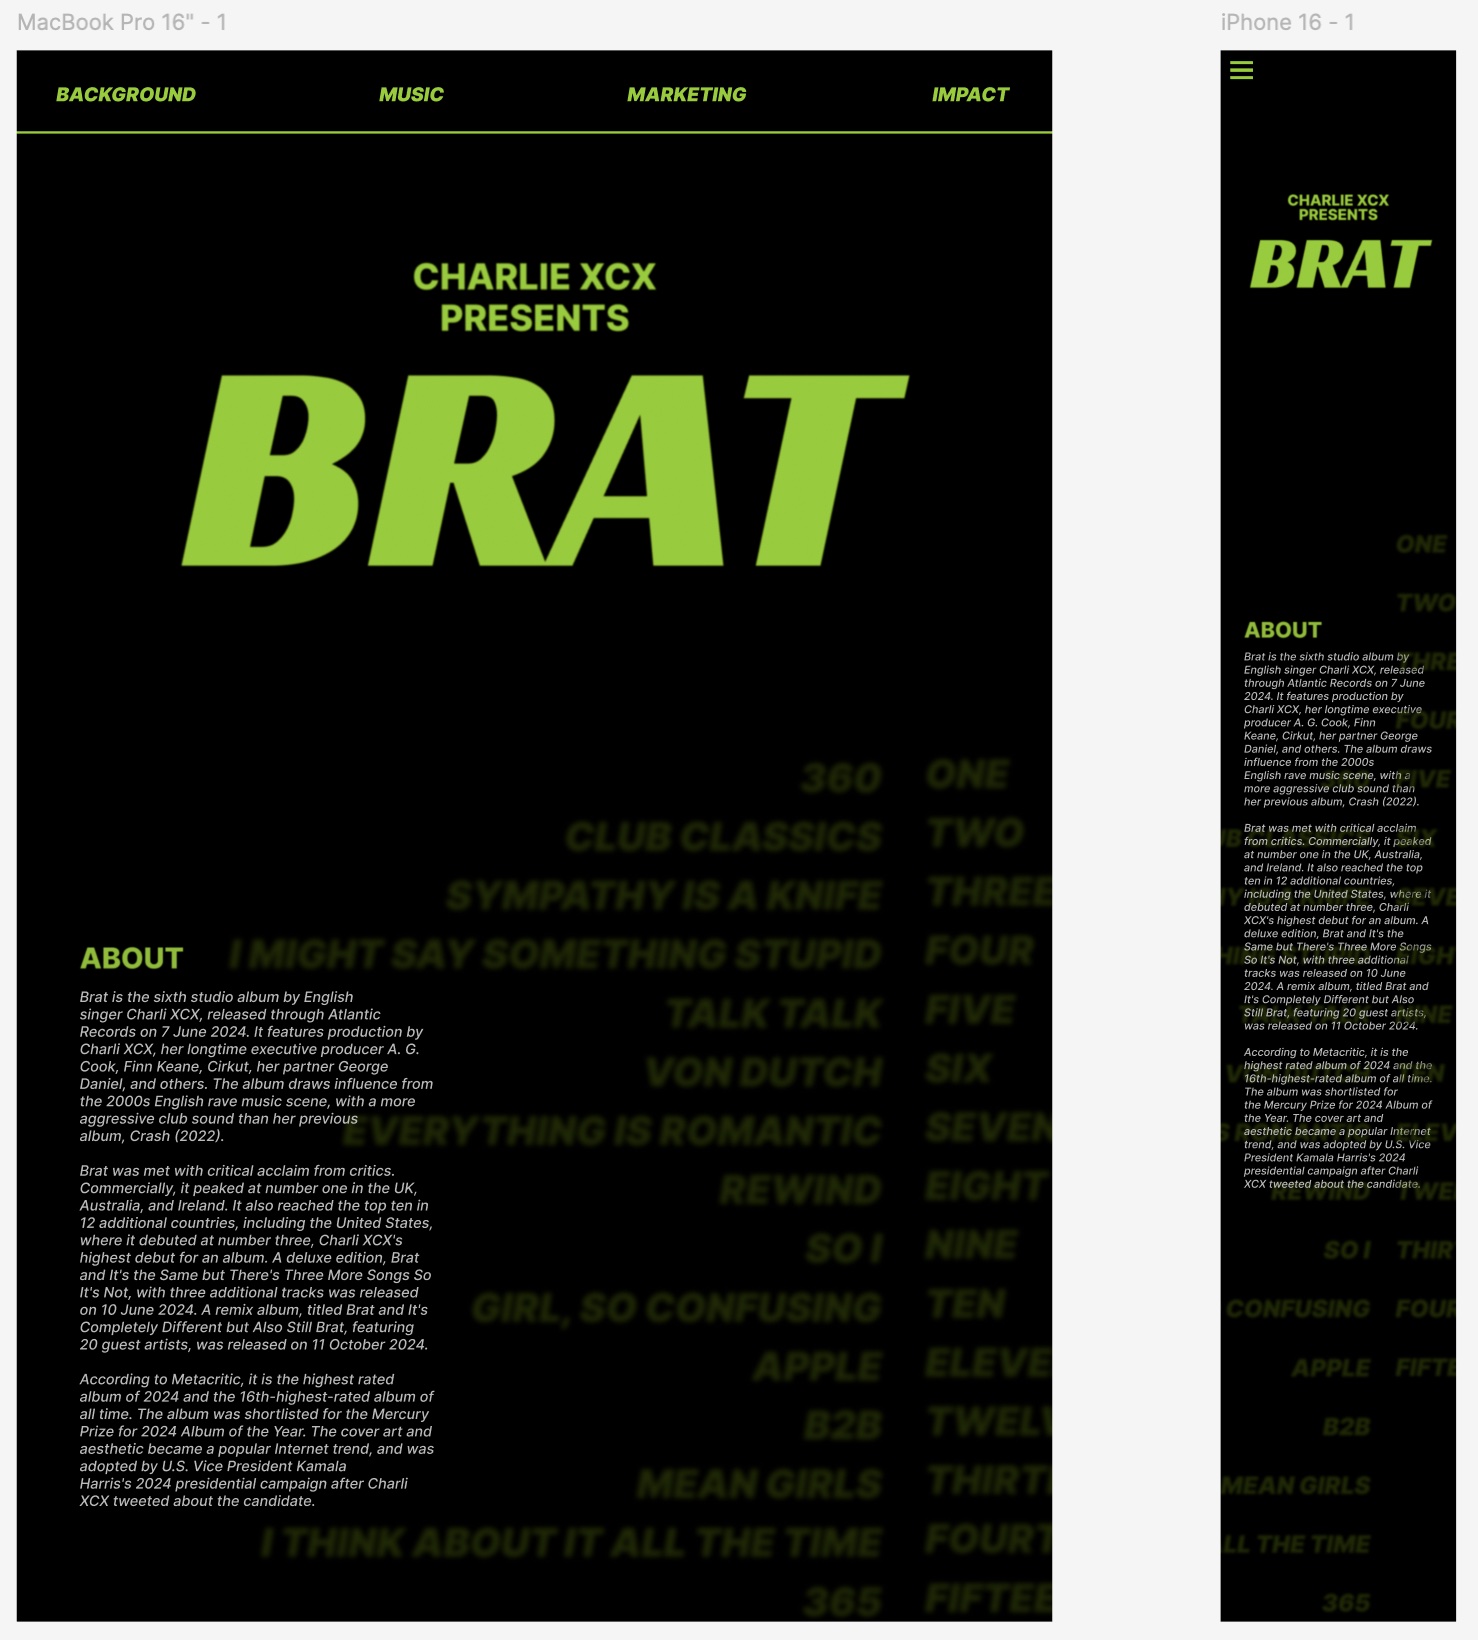 MacBook Pro 16" - 1
BACKGROUND
MUSIC
MARKETING
IMPACT
CHARLIE XCX
PRESENTS
BRAT
360 ONE
CLUB CLASSICS TWO
SYMPATHY IS A KNIFE THREE
I MIGHT SAY SOMETHING STUPID FOUR
TALK TALK FIVE
VON DUTCH SIX
EVERYTHING IS ROMANTIC SEVEN
REWIND EIGHT
SO I NINE
GIRL, SO CONFUSING TEN
APPLE ELEVE
B2B TWELV
MEAN GIRLS THIRT
I THINK ABOUT IT ALL THE TIME FOURT
365 FIFTEE
ABOUT
Brat is the sixth studio album by English
singer Charli XCX, released through Atlantic
Records on 7 June 2024. It features production by
Charli XCX, her longtime executive producer A. G.
Cook, Finn Keane, Cirkut, her partner George
Daniel, and others. The album draws influence from
the 2000s English rave music scene, with a more
aggressive club sound than her previous
album, Crash (2022).
Brat was met with critical acclaim from critics.
Commercially, it peaked at number one in the UK,
Australia, and Ireland. It also reached the top ten in
12 additional countries, including the United States,
where it debuted at number three, Charli XCX's
highest debut for an album. A deluxe edition, Brat
and It's the Same but There's Three More Songs So
It's Not, with three additional tracks was released
on 10 June 2024. A remix album, titled Brat and It's
Completely Different but Also Still Brat, featuring
20 guest artists, was released on 11 October 2024.
According to Metacritic, it is the highest rated
album of 2024 and the 16th-highest-rated album of
all time. The album was shortlisted for the Mercury
Prize for 2024 Album of the Year. The cover art and
aesthetic became a popular Internet trend, and was
adopted by U.S. Vice President Kamala
Harris's 2024 presidential campaign after Charli
XCX tweeted about the candidate.
iPhone 16 - 1
CHARLIE XCX
PRESENTS
BRAT
ONE
TWO
ABOUT
Brat is the sixth studio album by
English singer Charli XCX, released
through Atlantic Records on 7 June
2024. It features production by
Charli XCX, her longtime executive
producer A. G. Cook, Finn
Keane, Cirkut, her partner George
Daniel, and others. The album draws
influence from the 2000s
English rave music scene, with a
more aggressive club sound than
her previous album, Crash (2022).
Brat was met with critical acclaim
from critics. Commercially, it peaked
at number one in the UK, Australia,
and Ireland. It also reached the top
ten in 12 additional countries,
including the United States, where it
debuted at number three, Charli
XCX's highest debut for an album. A
deluxe edition, Brat and It's the
Same but There's Three More Songs
So It's Not, with three additional
tracks was released on 10 June
2024. A remix album, titled Brat and
It's Completely Different but Also
Still Brat, featuring 20 guest artists,
was released on 11 October 2024.
According to Metacritic, it is the
highest rated album of 2024 and the
16th-highest-rated album of all time.
The album was shortlisted for
the Mercury Prize for 2024 Album of
the Year. The cover art and
aesthetic became a popular Internet
trend, and was adopted by U.S. Vice
President Kamala Harris's 2024
presidential campaign after Charli
XCX tweeted about the candidate.
THRE
FOUR
FIVE
SIX
NINE
TEN
REWIND TWE
SO I THIR
CONFUSING FOUR
APPLE FIFTE
B2B
MEAN GIRLS
LL THE TIME
365